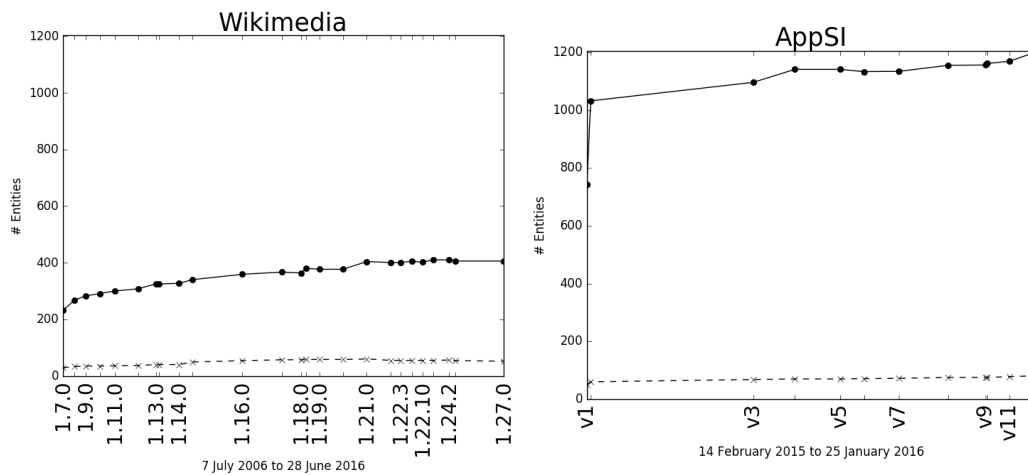 Wikimedia
1200
1000
800
600
400
200
0
# Entities
1.7.0
1.9.0
1.11.0
1.13.0
1.14.0
1.16.0
1.18.0
1.19.0
1.21.0
1.22.3
1.22.10
1.24.2
1.27.0
7 July 2006 to 28 June 2016
AppSI
1200
1000
800
600
400
200
0
# Entities
v1
v3
v5
v7
v9
v11
14 February 2015 to 25 January 2016